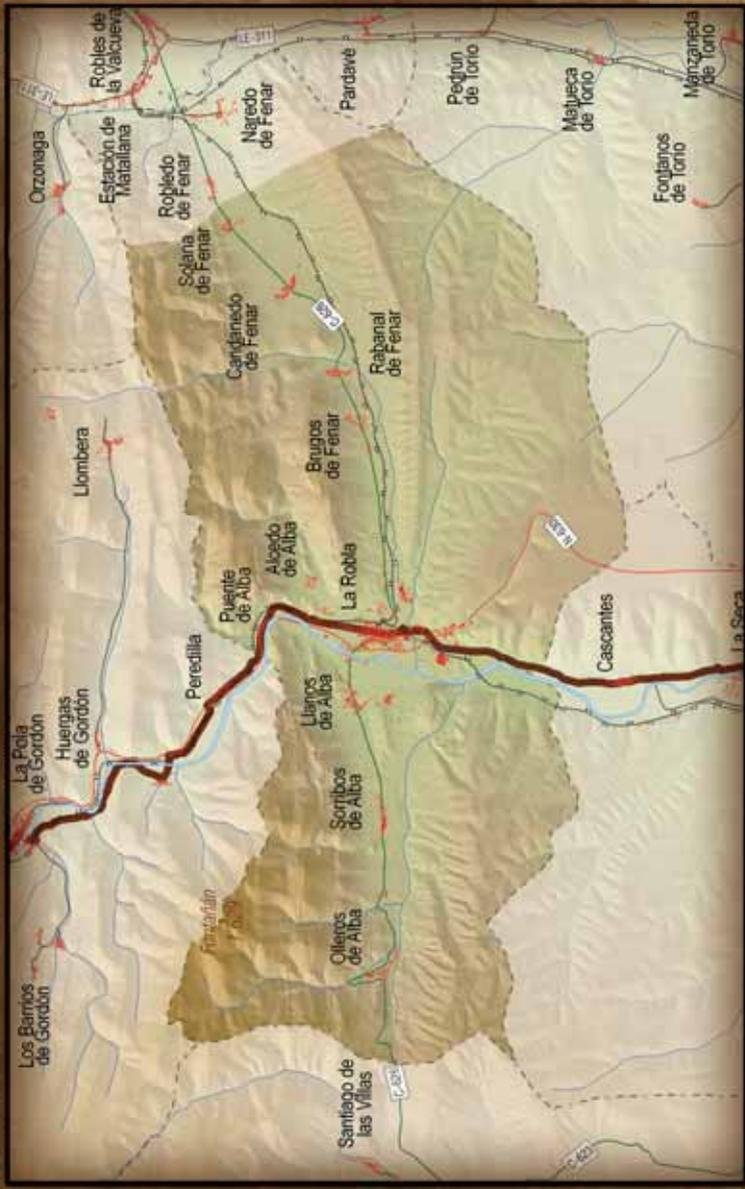 Los Barrios
de Gordón
La Pola
de Gordón
Huergas
de Gordón
Llombera
Orzonaga
LE-311
Robles de
la Valcueva
Estación de
Matallana
Peredilla
Robledo
de Fenar
Solana
de Fenar
Naredo
de Fenar
LE-311
Fontañán
Puente
de Alba
Alcedo
de Alba
Candanedo
de Fenar
Pardavé
Olleros
de Alba
Sorribos
de Alba
Llanos
de Alba
La Robla
Brugos
de Fenar
C-626
Rabanal
de Fenar
Santiago de
las Villas
C-626
Pedrún
de Torío
N-630
Matueca
de Torío
C-623
Cascantes
Fontanos
de Torío
Manzaneda
de Torío
La Seca